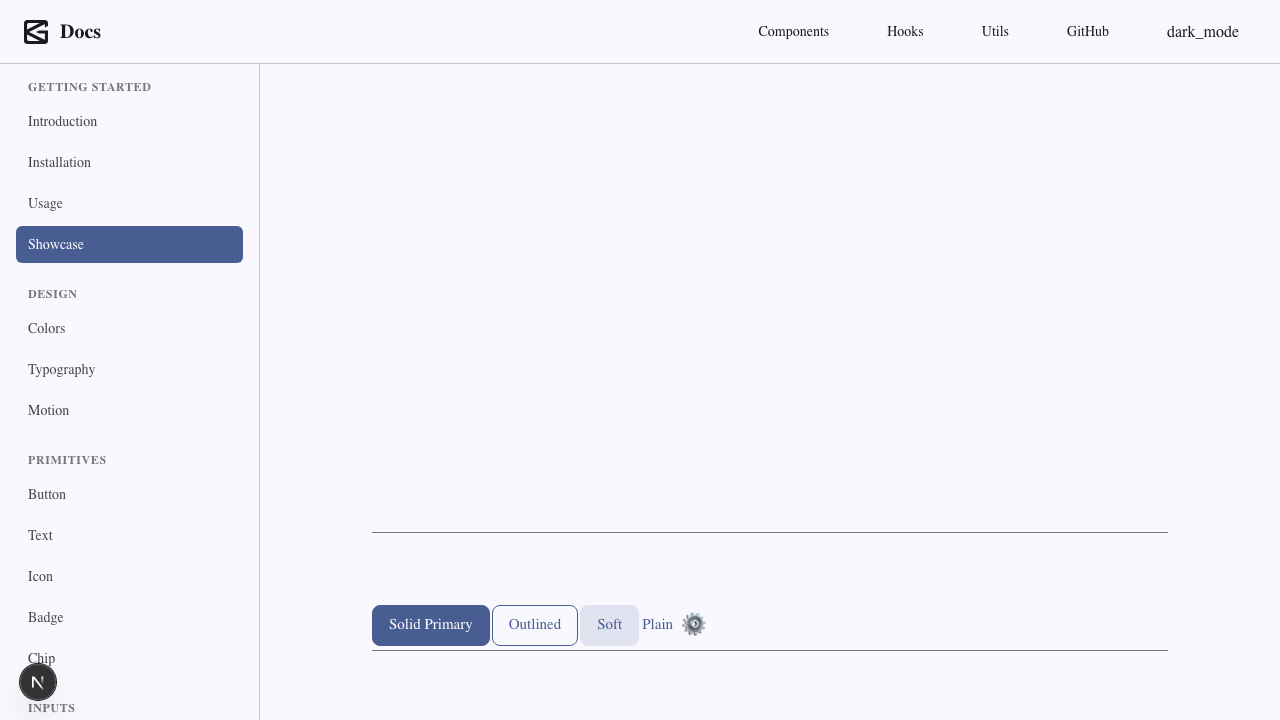 Docs
Components
Hooks
Utils
GitHub
dark_mode
GETTING STARTED
Introduction
Installation
Usage
Showcase
DESIGN
Colors
Typography
Motion
PRIMITIVES
Button
Text
Icon
Badge
Chip
N
INPUTS
Solid Primary
Outlined
Soft
Plain